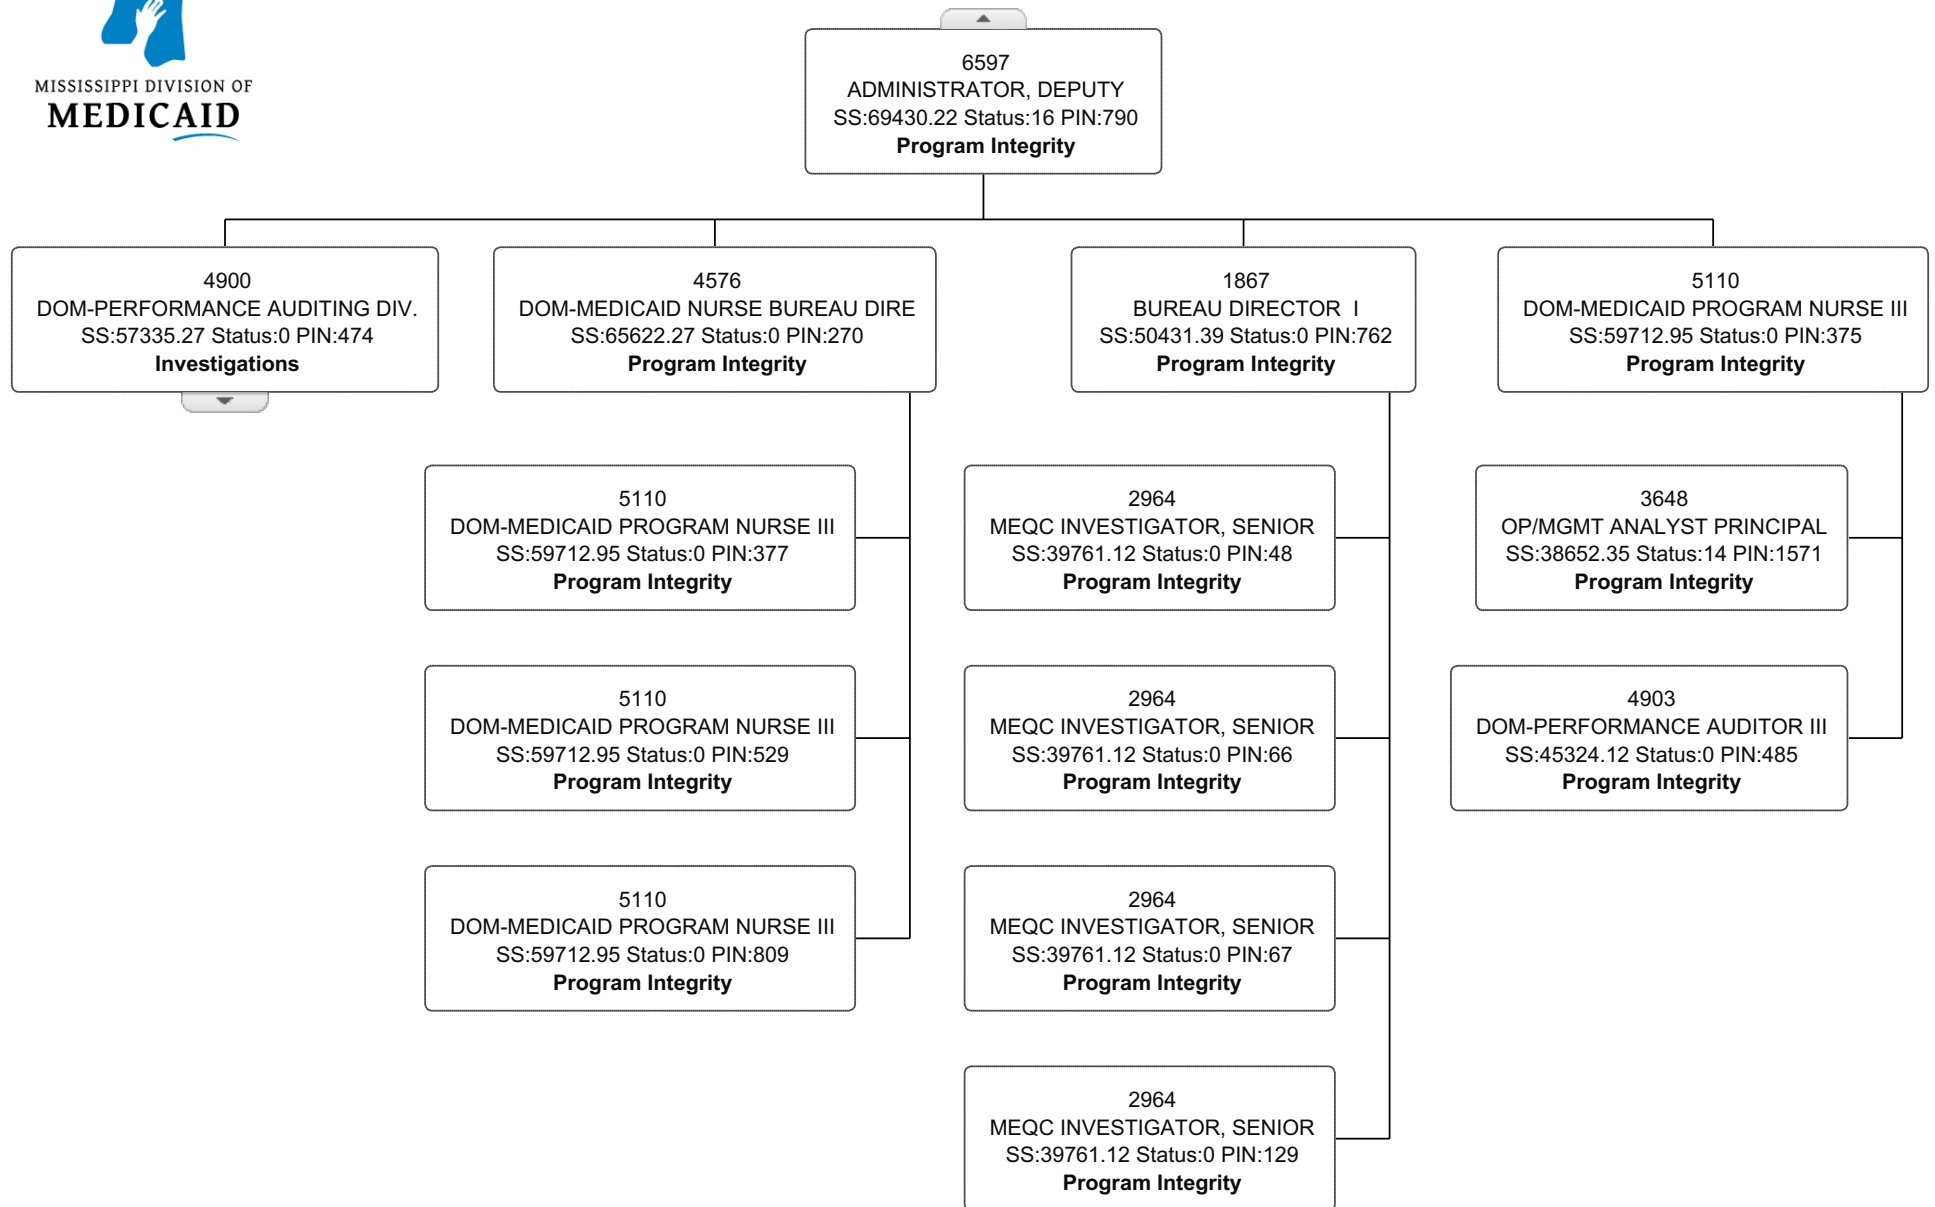 MISSISSIPPI DIVISION OF
MEDICAID
6597
ADMINISTRATOR, DEPUTY
SS:69430.22 Status:16 PIN:790
Program Integrity
4900
DOM-PERFORMANCE AUDITING DIV.
SS:57335.27 Status:0 PIN:474
Investigations
4576
DOM-MEDICAID NURSE BUREAU DIRE
SS:65622.27 Status:0 PIN:270
Program Integrity
1867
BUREAU DIRECTOR  I
SS:50431.39 Status:0 PIN:762
Program Integrity
5110
DOM-MEDICAID PROGRAM NURSE III
SS:59712.95 Status:0 PIN:375
Program Integrity
5110
DOM-MEDICAID PROGRAM NURSE III
SS:59712.95 Status:0 PIN:377
Program Integrity
2964
MEQC INVESTIGATOR, SENIOR
SS:39761.12 Status:0 PIN:48
Program Integrity
3648
OP/MGMT ANALYST PRINCIPAL
SS:38652.35 Status:14 PIN:1571
Program Integrity
5110
DOM-MEDICAID PROGRAM NURSE III
SS:59712.95 Status:0 PIN:529
Program Integrity
2964
MEQC INVESTIGATOR, SENIOR
SS:39761.12 Status:0 PIN:66
Program Integrity
4903
DOM-PERFORMANCE AUDITOR III
SS:45324.12 Status:0 PIN:485
Program Integrity
5110
DOM-MEDICAID PROGRAM NURSE III
SS:59712.95 Status:0 PIN:809
Program Integrity
2964
MEQC INVESTIGATOR, SENIOR
SS:39761.12 Status:0 PIN:67
Program Integrity
2964
MEQC INVESTIGATOR, SENIOR
SS:39761.12 Status:0 PIN:129
Program Integrity